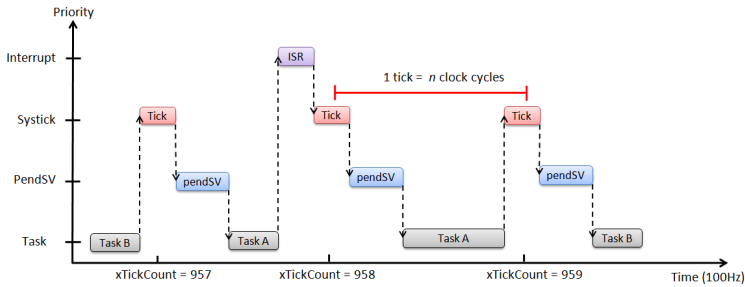 Priority
Interrupt
ISR
1 tick = n clock cycles
Systick
Tick
Tick
Tick
PendSV
pendSV
pendSV
pendSV
Task
Task B
Task A
Task A
Task B
xTickCount = 957
xTickCount = 958
xTickCount = 959
Time (100Hz)